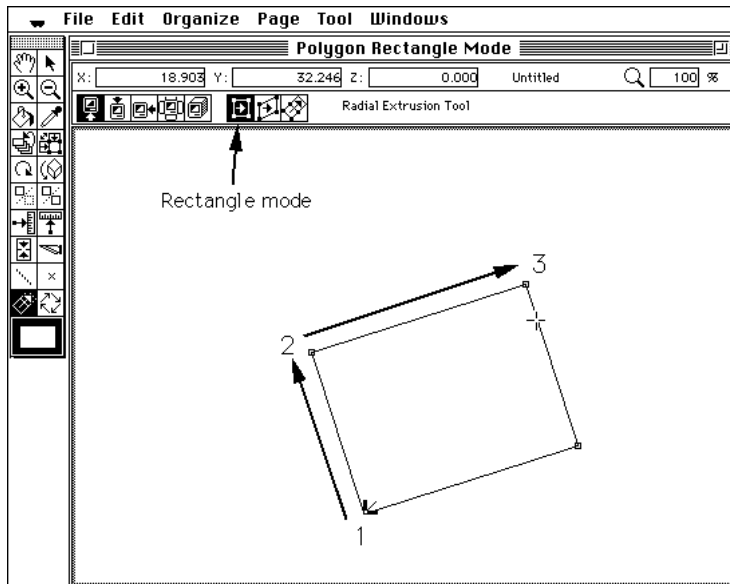 File Edit Organize Page Tool Windows
Polygon Rectangle Mode
X: 18.903 Y: 32.246 Z: 0.000 Untitled 100 %
Radial Extrusion Tool
Rectangle mode
3
2
1